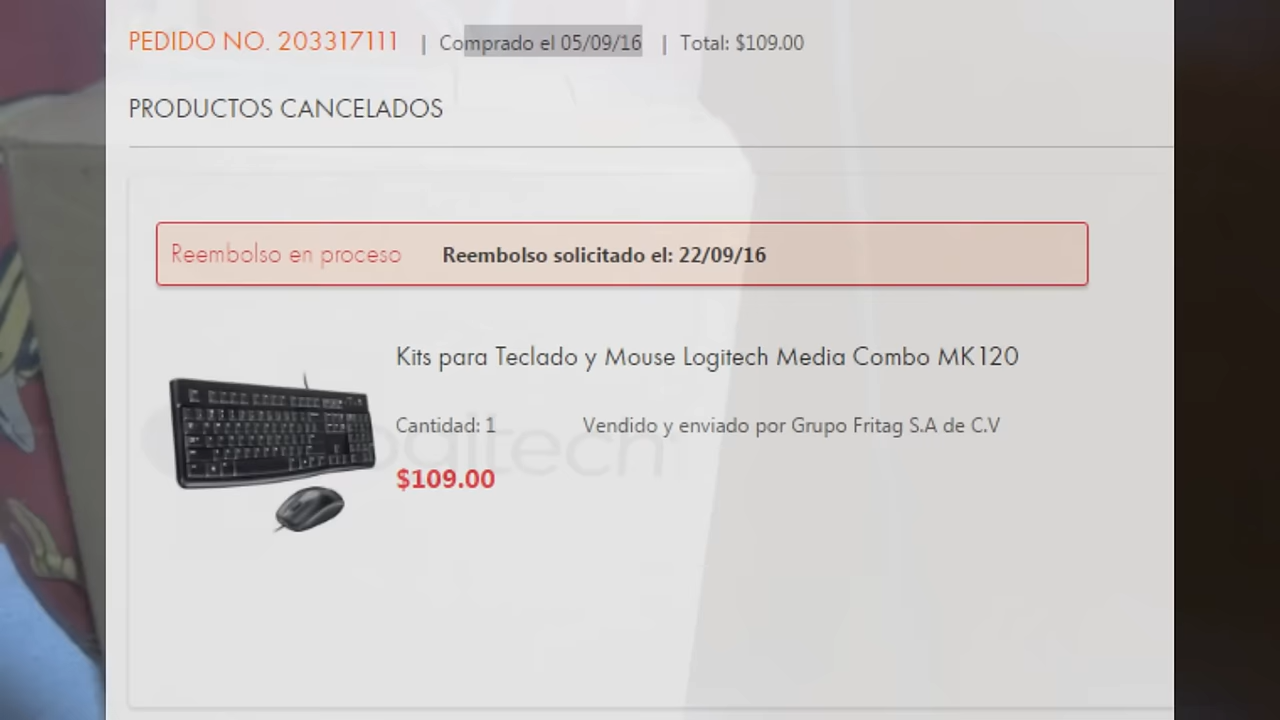 PEDIDO NO. 203317111 | Comprado el 05/09/16 | Total: $109.00
PRODUCTOS CANCELADOS
Reembolso en proceso Reembolso solicitado el: 22/09/16
Kits para Teclado y Mouse Logitech Media Combo MK120
Cantidad: 1 Vendido y enviado por Grupo Fritag S.A de C.V
logitech
$109.00